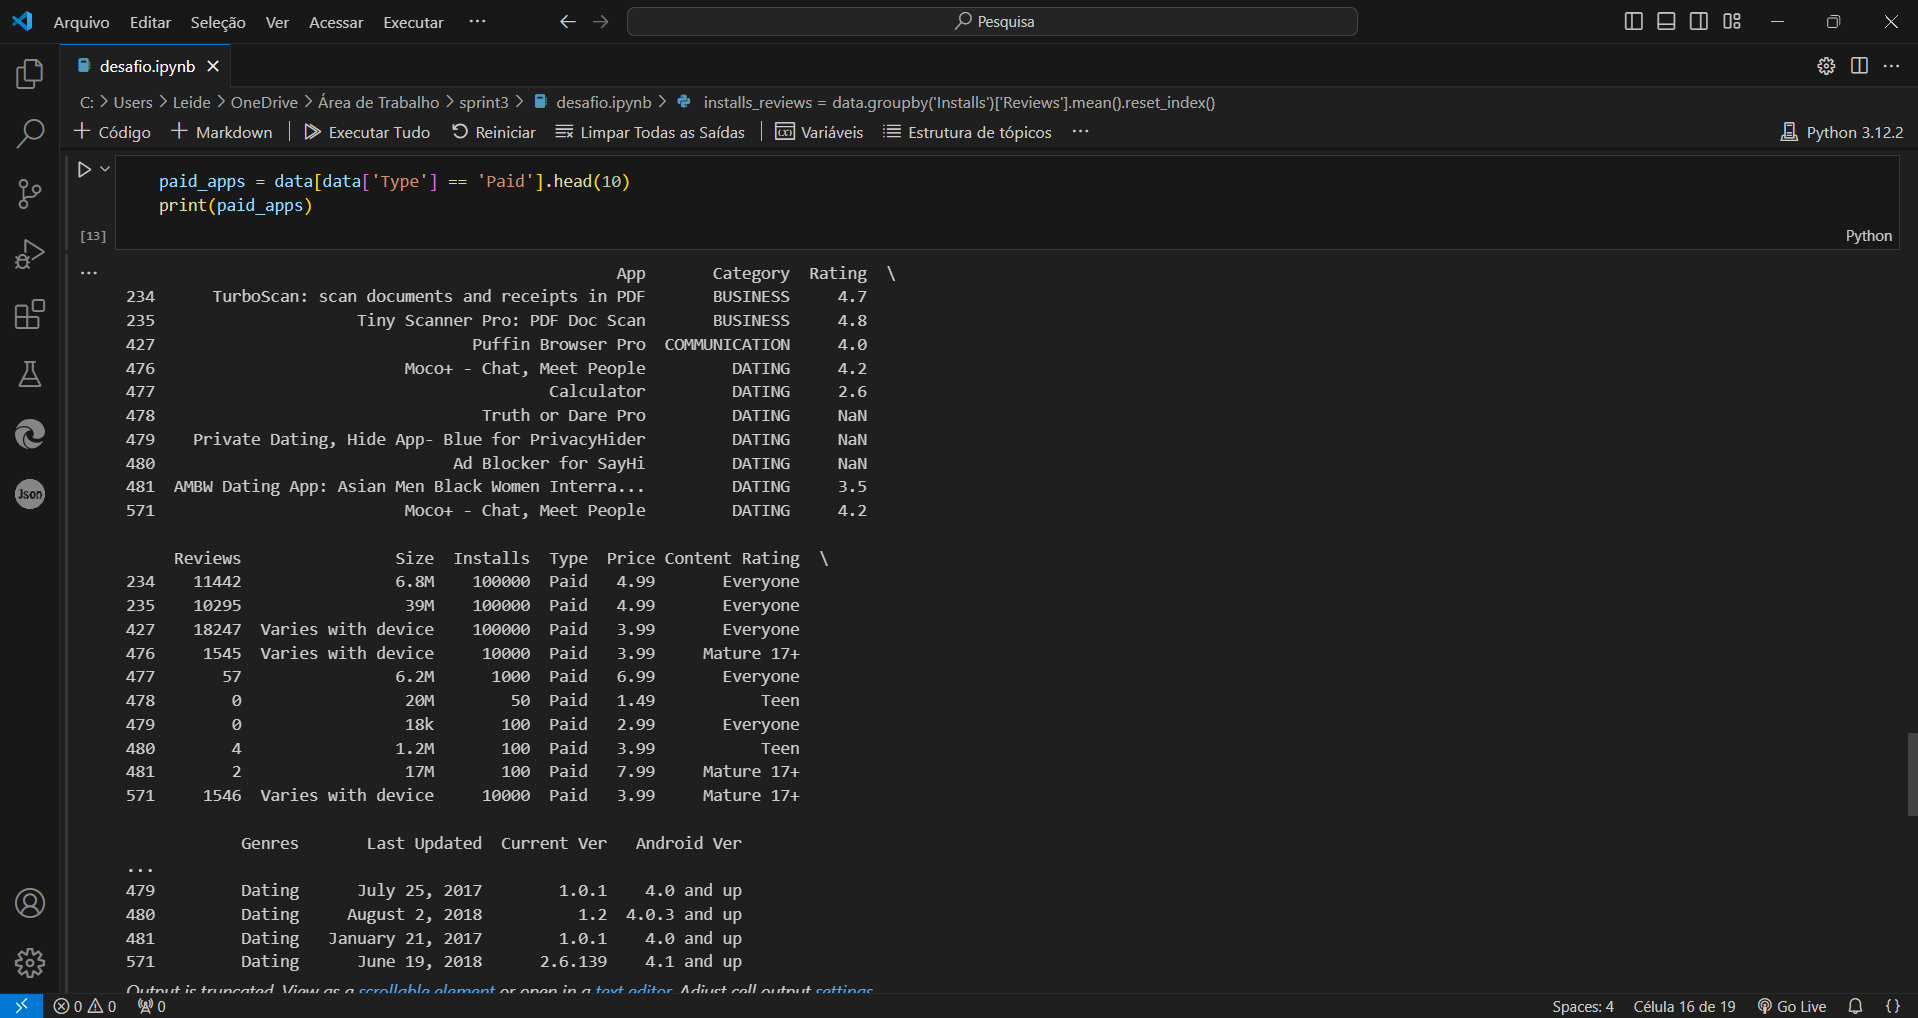 Arquivo Editar Seleção Ver Acessar Executar ··· Pesquisa
desafio.ipynb
C: > Users > Leide > OneDrive > Área de Trabalho > sprint3 > desafio.ipynb > installs_reviews = data.groupby('Installs')['Reviews'].mean().reset_index()
+ Código + Markdown | Executar Tudo Reiniciar Limpar Todas as Saídas | Variáveis Estrutura de tópicos ··· Python 3.12.2
paid_apps = data[data['Type'] == 'Paid'].head(10)
print(paid_apps)
[13] Python
... App Category Rating \
234 TurboScan: scan documents and receipts in PDF BUSINESS 4.7
235 Tiny Scanner Pro: PDF Doc Scan BUSINESS 4.8
427 Puffin Browser Pro COMMUNICATION 4.0
476 Moco+ - Chat, Meet People DATING 4.2
477 Calculator DATING 2.6
478 Truth or Dare Pro DATING NaN
479 Private Dating, Hide App- Blue for PrivacyHider DATING NaN
480 Ad Blocker for SayHi DATING NaN
481 AMBW Dating App: Asian Men Black Women Interra... DATING 3.5
571 Moco+ - Chat, Meet People DATING 4.2
Reviews Size Installs Type Price Content Rating \
234 11442 6.8M 100000 Paid 4.99 Everyone
235 10295 39M 100000 Paid 4.99 Everyone
427 18247 Varies with device 100000 Paid 3.99 Everyone
476 1545 Varies with device 10000 Paid 3.99 Mature 17+
477 57 6.2M 1000 Paid 6.99 Everyone
478 0 20M 50 Paid 1.49 Teen
479 0 18k 100 Paid 2.99 Everyone
480 4 1.2M 100 Paid 3.99 Teen
481 2 17M 100 Paid 7.99 Mature 17+
571 1546 Varies with device 10000 Paid 3.99 Mature 17+
Genres Last Updated Current Ver Android Ver
...
479 Dating July 25, 2017 1.0.1 4.0 and up
480 Dating August 2, 2018 1.2 4.0.3 and up
481 Dating January 21, 2017 1.0.1 4.0 and up
571 Dating June 19, 2018 2.6.139 4.1 and up
Output is truncated. View as a scrollable element or open in a text editor. Adjust cell output settings...
Json
0 0 0 Spaces: 4 Célula 16 de 19 Go Live {}